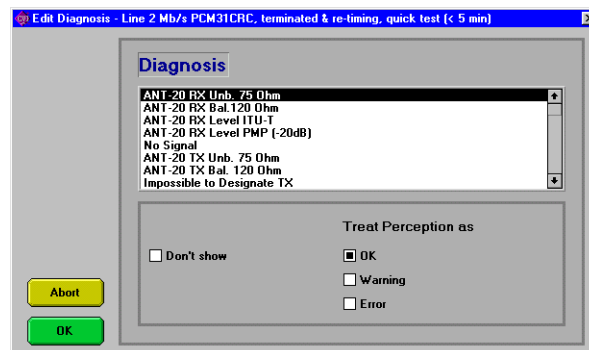 Edit Diagnosis - Line 2 Mb/s PCM31CRC, terminated & re-timing, quick test (< 5 min)
Diagnosis
ANT-20 RX Unb. 75 Ohm
ANT-20 RX Bal.120 Ohm
ANT-20 RX Level ITU-T
ANT-20 RX Level PMP (-20dB)
No Signal
ANT-20 TX Unb. 75 Ohm
ANT-20 TX Bal. 120 Ohm
Impossible to Designate TX
Treat Perception as
Don't show
OK
Warning
Error
Abort
OK